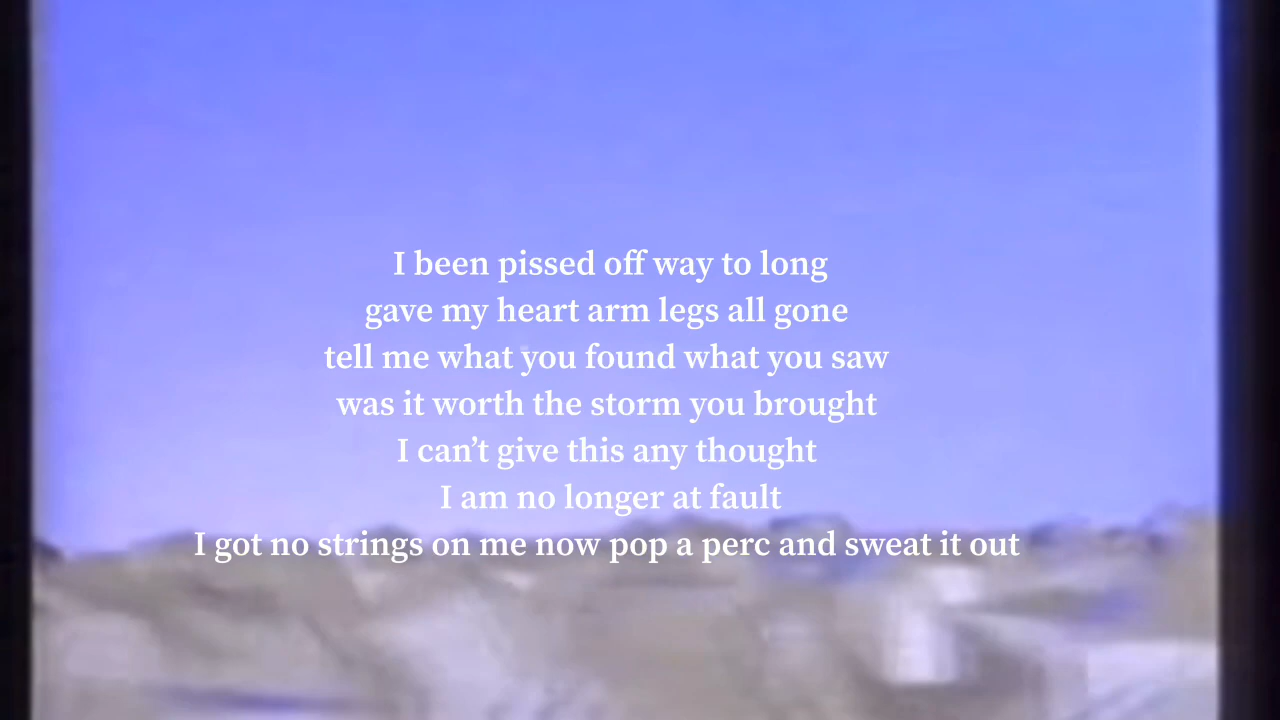 I been pissed off way to long
gave my heart arm legs all gone
tell me what you found what you saw
was it worth the storm you brought
I can’t give this any thought
I am no longer at fault
I got no strings on me now pop a perc and sweat it out